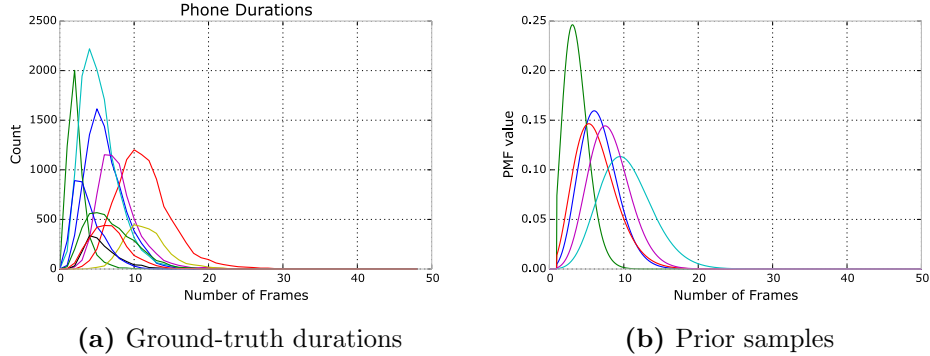 Phone Durations
2500
2000
1500
1000
500
0
Count
0 10 20 30 40 50
Number of Frames
(a) Ground-truth durations
0.25
0.20
0.15
0.10
0.05
0.00
PMF value
0 10 20 30 40 50
Number of Frames
(b) Prior samples